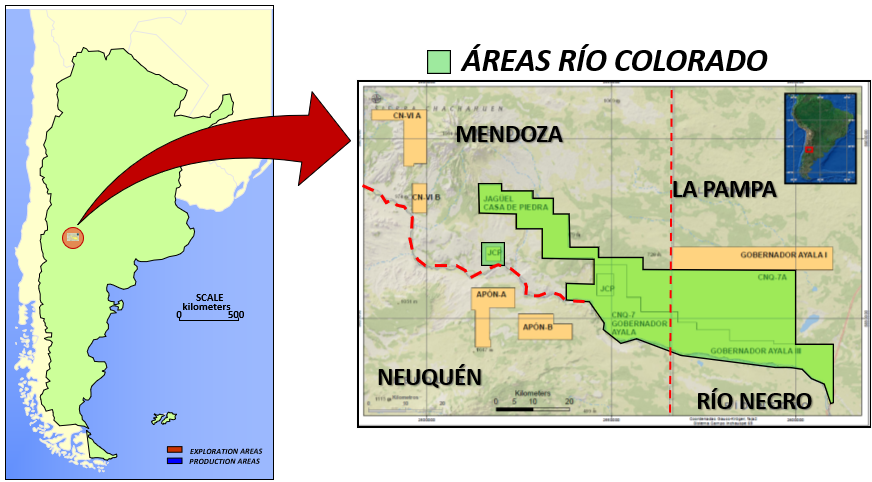 ÁREAS RÍO COLORADO
SCALE
kilometers
0 500
EXPLORATION AREAS
PRODUCTION AREAS
CN-VI A
MENDOZA
LA PAMPA
CN-VI B
JAGUEL
CASA DE PIEDRA
JCP
GOBERNADOR AYALA I
CNQ-7A
JCP
APÓN-A
APÓN-B
CNQ-7
GOBERNADOR
AYALA
GOBERNADOR AYALA III
NEUQUÉN
Kilometers
0 5 10 20
RÍO NEGRO